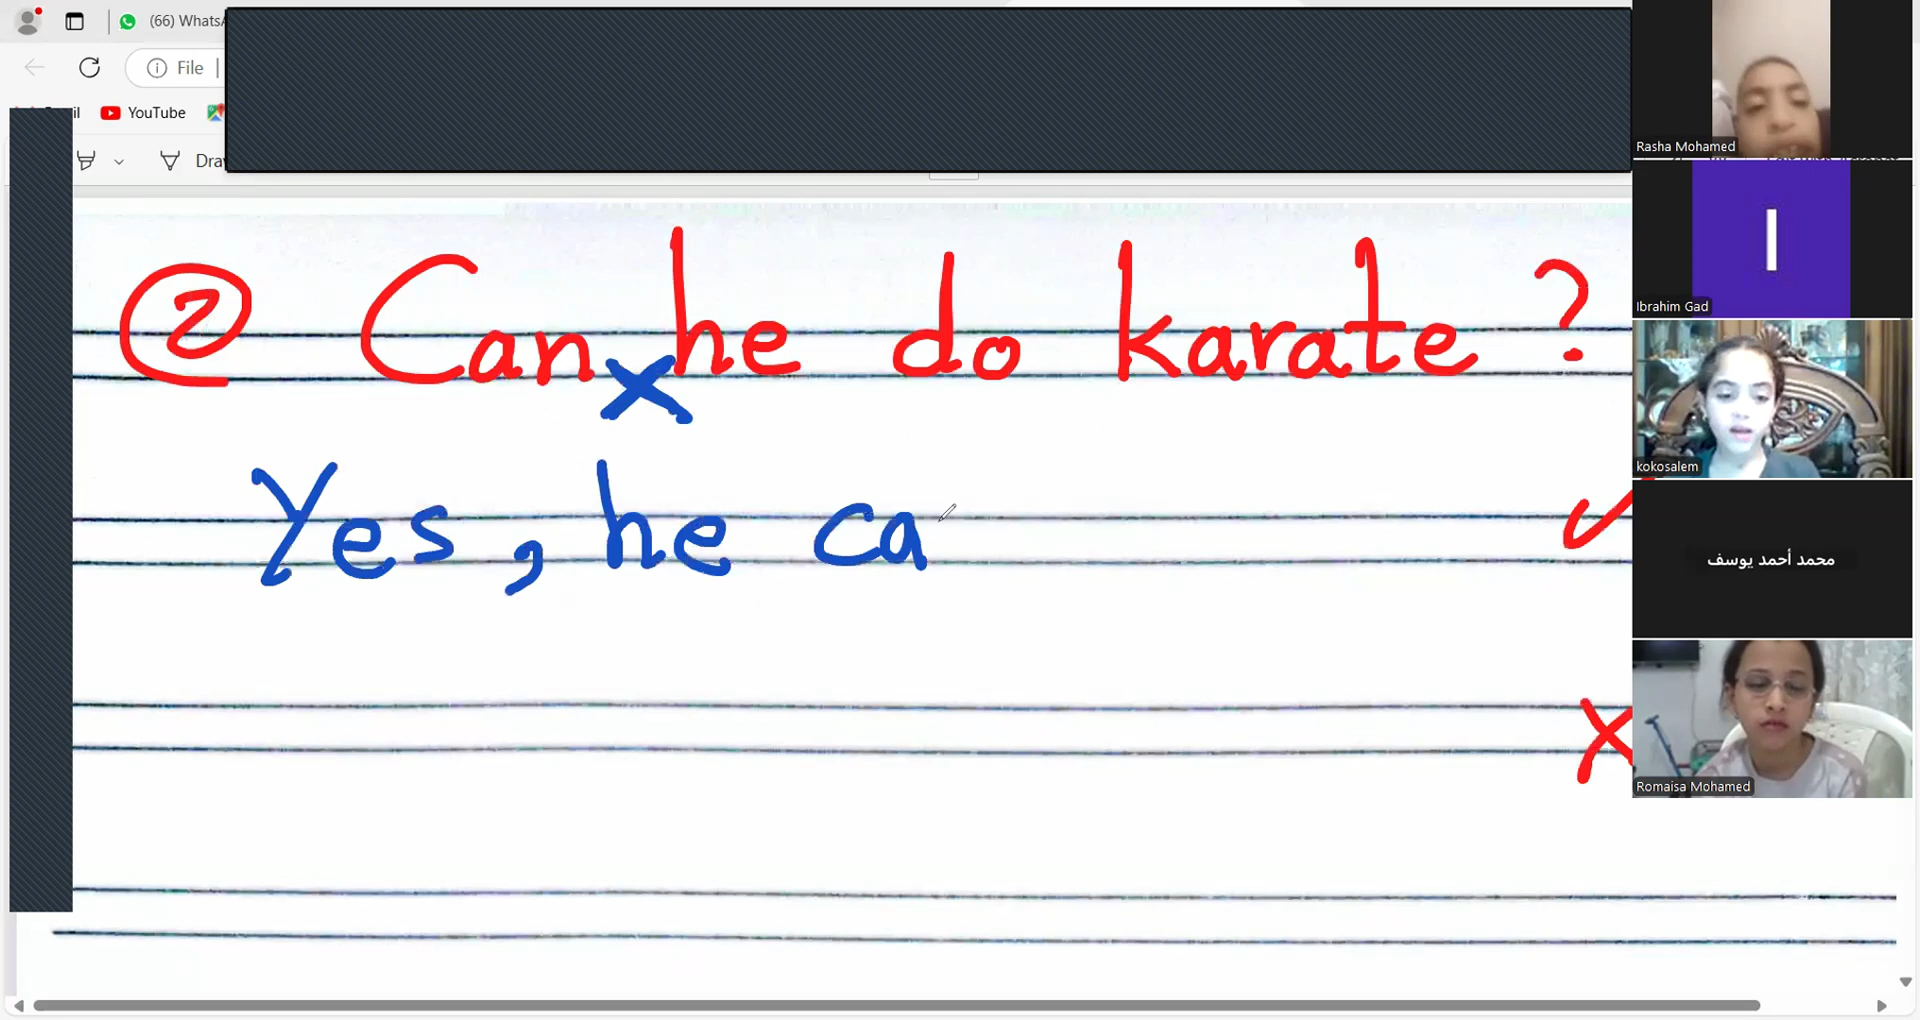 (66) WhatsA
File
YouTube
Draw
② Can he do karate ?
Yes, he ca
Rasha Mohamed
I
Ibrahim Gad
kokosalem
محمد أحمد يوسف
Romaisa Mohamed